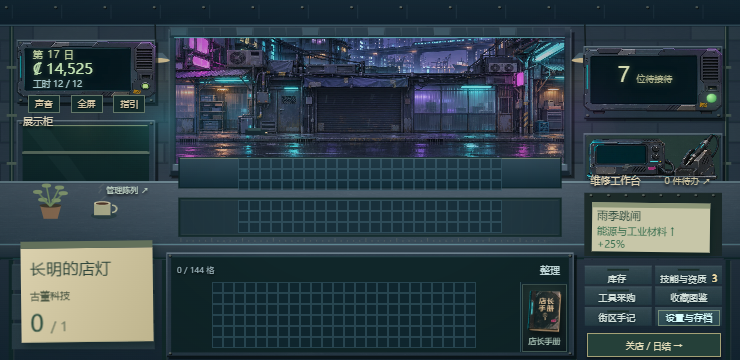 第 17 日
₡ 14,525
工时 12 / 12
声音
全屏
指引
展示柜
管理陈列 ↗
长明的店灯
古董科技
0 / 1
7 位待接待
维修工作台 0 件待办 ↗
雨季跳闸
能源与工业材料↑
+25%
0 / 144 格
整理
店长
手册
店长手册
库存
技能与资质 3
工具采购
收藏图鉴
街区手记
设置与存档
关店 / 日结 →